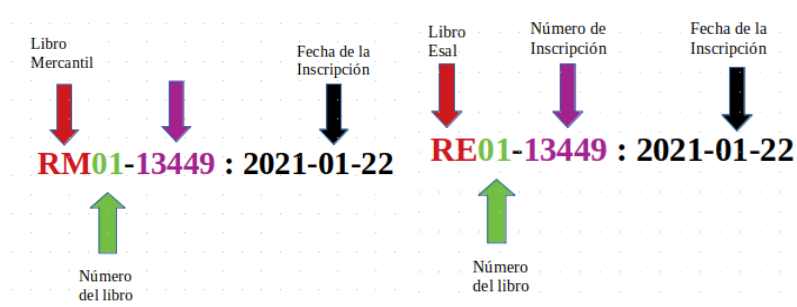 Libro
Mercantil
Fecha de la
Inscripción
RM01-13449 : 2021-01-22
Número
del libro
Libro
Esal
Número de
Inscripción
Fecha de la
Inscripción
RE01-13449 : 2021-01-22
Número
del libro